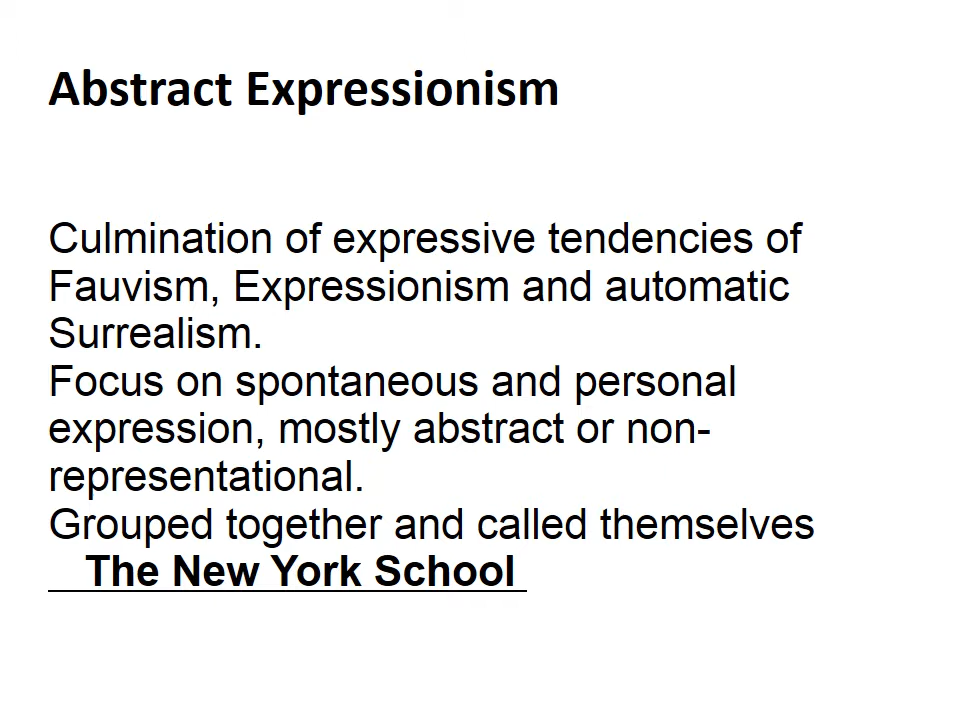 Abstract Expressionism
Culmination of expressive tendencies of
Fauvism, Expressionism and automatic
Surrealism.
Focus on spontaneous and personal
expression, mostly abstract or non-
representational.
Grouped together and called themselves
The New York School